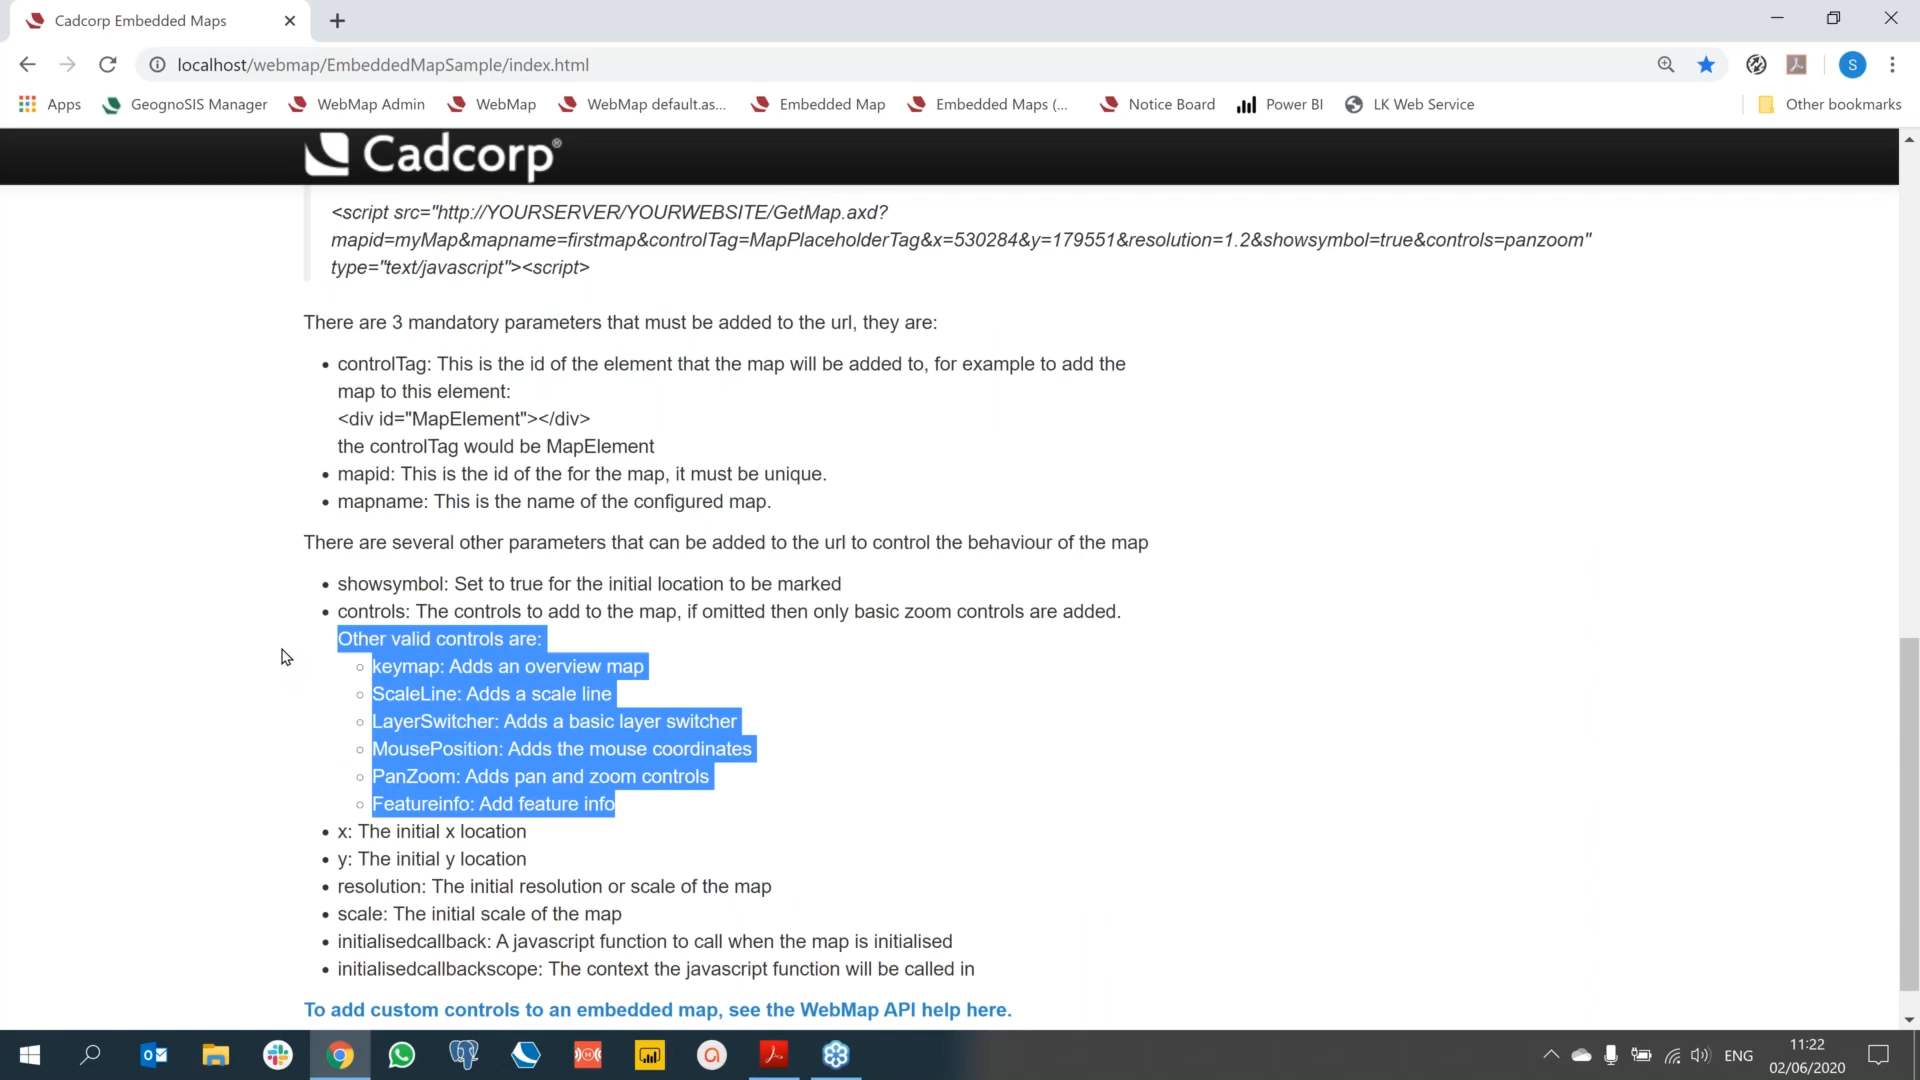 Cadcorp Embedded Maps
localhost/webmap/EmbeddedMapSample/index.html
S
Apps
GeognoSIS Manager
WebMap Admin
WebMap
WebMap default.as...
Embedded Map
Embedded Maps (...
Notice Board
Power BI
LK Web Service
Other bookmarks
Cadcorp®
<script src="http://YOURSERVER/YOURWEBSITE/GetMap.axd?
mapid=myMap&mapname=firstmap&controlTag=MapPlaceholderTag&x=530284&y=179551&resolution=1.2&showsymbol=true&controls=panzoom"
type="text/javascript"><script>
There are 3 mandatory parameters that must be added to the url, they are:
• controlTag: This is the id of the element that the map will be added to, for example to add the
map to this element:
<div id="MapElement"></div>
the controlTag would be MapElement
• mapid: This is the id of the for the map, it must be unique.
• mapname: This is the name of the configured map.
There are several other parameters that can be added to the url to control the behaviour of the map
• showsymbol: Set to true for the initial location to be marked
• controls: The controls to add to the map, if omitted then only basic zoom controls are added.
Other valid controls are:
○ keymap: Adds an overview map
○ ScaleLine: Adds a scale line
○ LayerSwitcher: Adds a basic layer switcher
○ MousePosition: Adds the mouse coordinates
○ PanZoom: Adds pan and zoom controls
○ Featureinfo: Add feature info
• x: The initial x location
• y: The initial y location
• resolution: The initial resolution or scale of the map
• scale: The initial scale of the map
• initialisedcallback: A javascript function to call when the map is initialised
• initialisedcallbackscope: The context the javascript function will be called in
To add custom controls to an embedded map, see the WebMap API help here.
ENG
11:22
02/06/2020